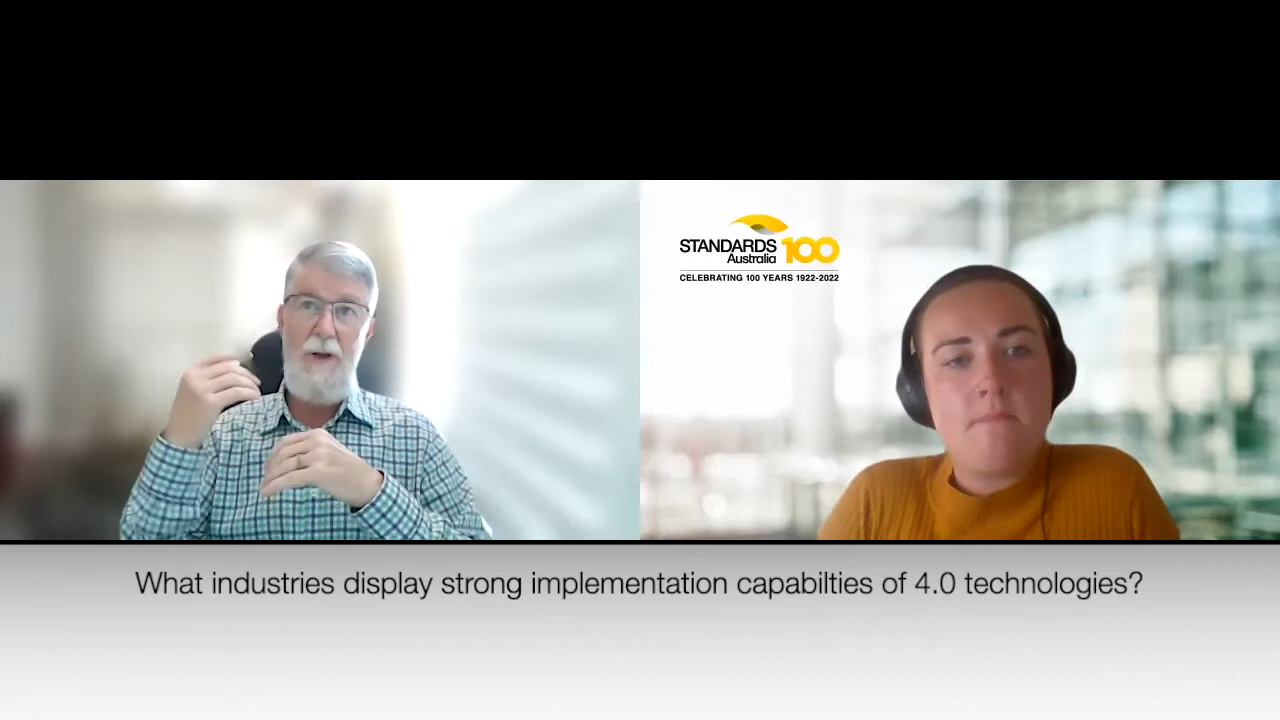 STANDARDS 100
Australia
CELEBRATING 100 YEARS 1922-2022
What industries display strong implementation capabilties of 4.0 technologies?